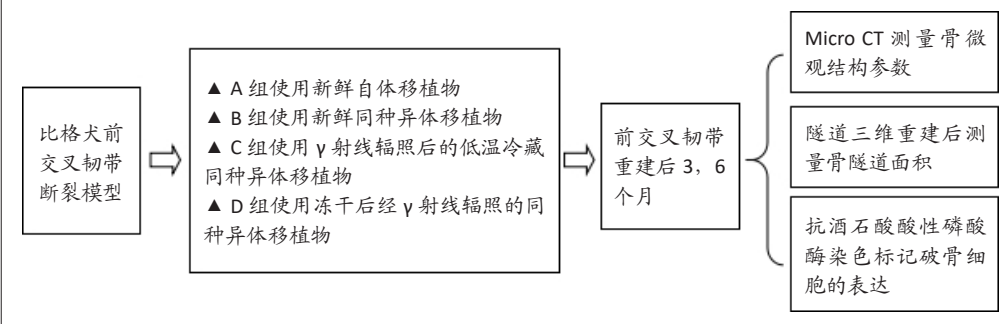 比格犬前
交叉韧带
断裂模型
▲ A 组使用新鲜自体移植物
▲ B 组使用新鲜同种异体移植物
▲ C 组使用 γ 射线辐照后的低温冷藏
同种异体移植物
▲ D 组使用冻干后经 γ 射线辐照的同
种异体移植物
前交叉韧带
重建后 3，6
个月
Micro CT 测量骨微
观结构参数
隧道三维重建后测
量骨隧道面积
抗酒石酸酸性磷酸
酶染色标记破骨细
胞的表达